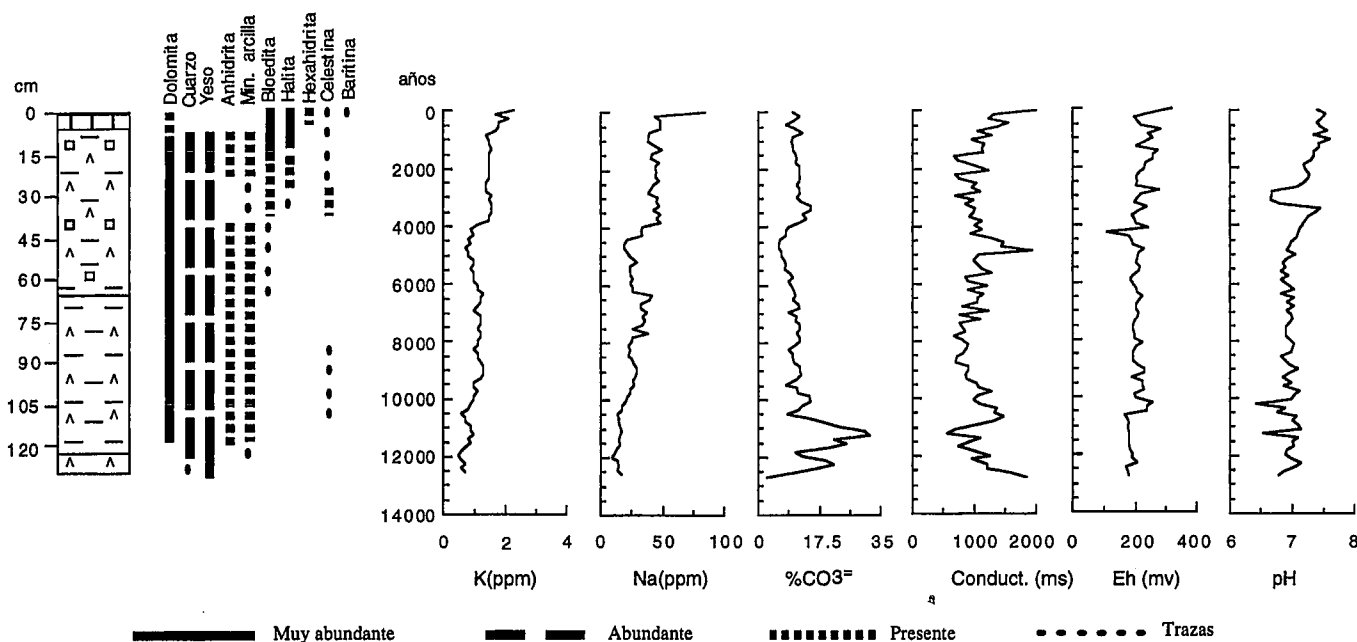 Dolomita
Cuarzo
Yeso
Anhidrita
Min. arcilla
Bloedita
Halita
Hexahidrita
Celestina
Baritina
cm
años
0
15
30
45
60
75
90
105
120
0
2000
4000
6000
8000
10000
12000
14000
0 2 4
0 50 100
0 17.5 35
0 1000 2000
0 200 400
6 7 8
K(ppm)
Na(ppm)
%CO3=
Conduct. (ms)
Eh (mv)
pH
Muy abundante
Abundante
Presente
Trazas